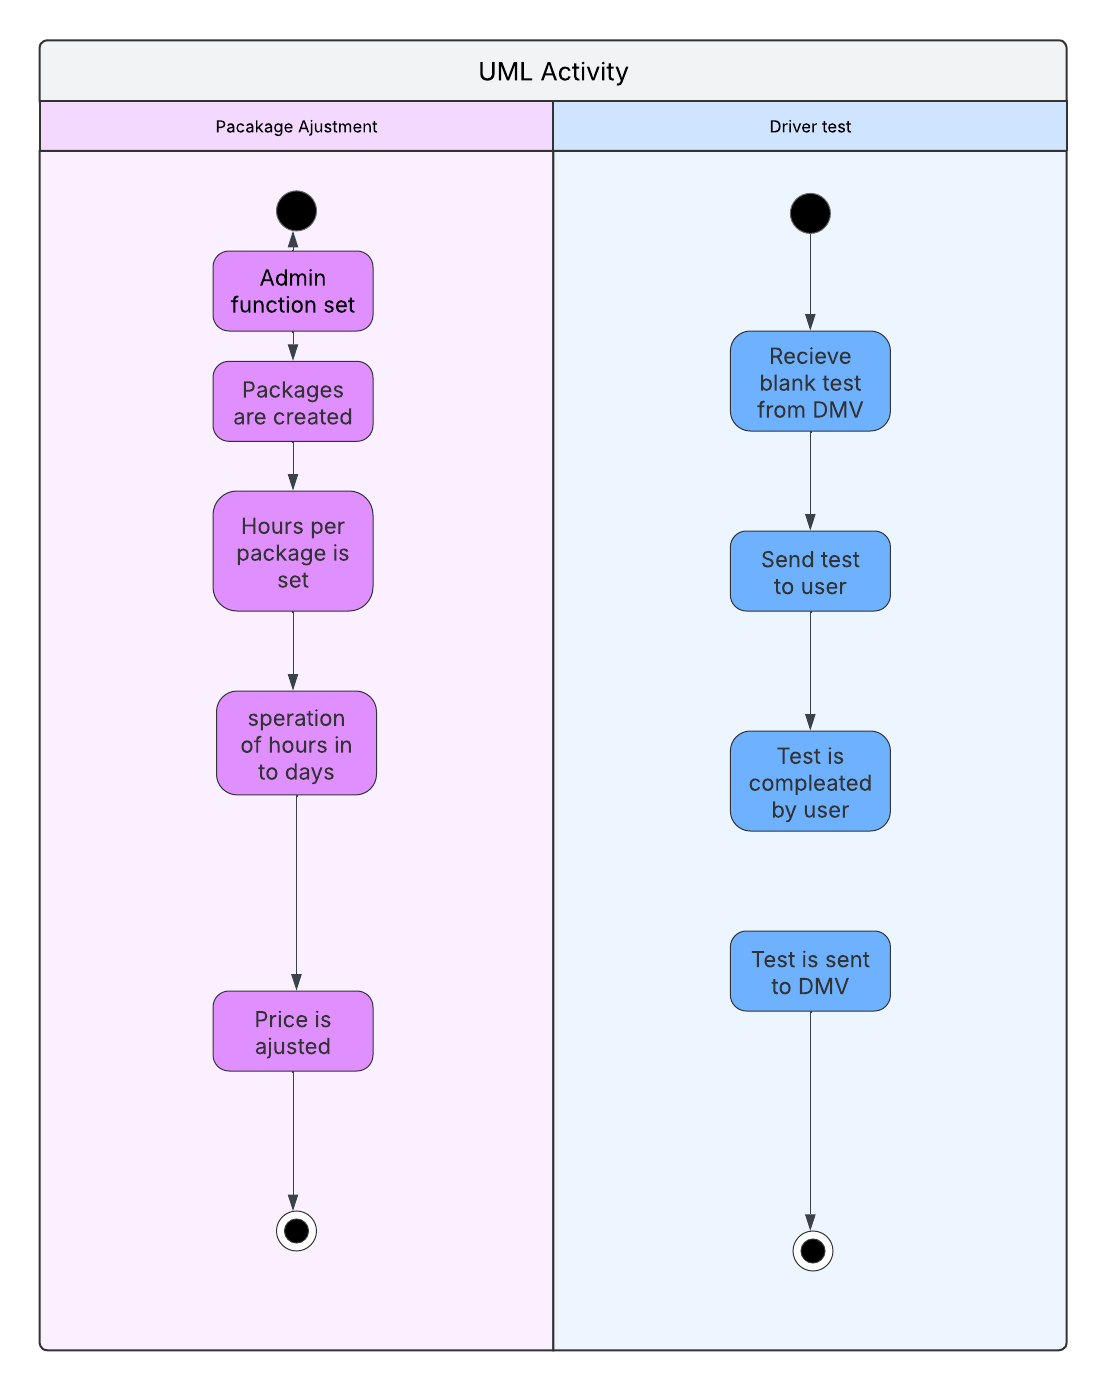 UML Activity
Pacakage Ajustment
Driver test
Admin
function set
Packages
are created
Hours per
package is
set
speration
of hours in
to days
Price is
ajusted
Recieve
blank test
from DMV
Send test
to user
Test is
compleated
by user
Test is sent
to DMV